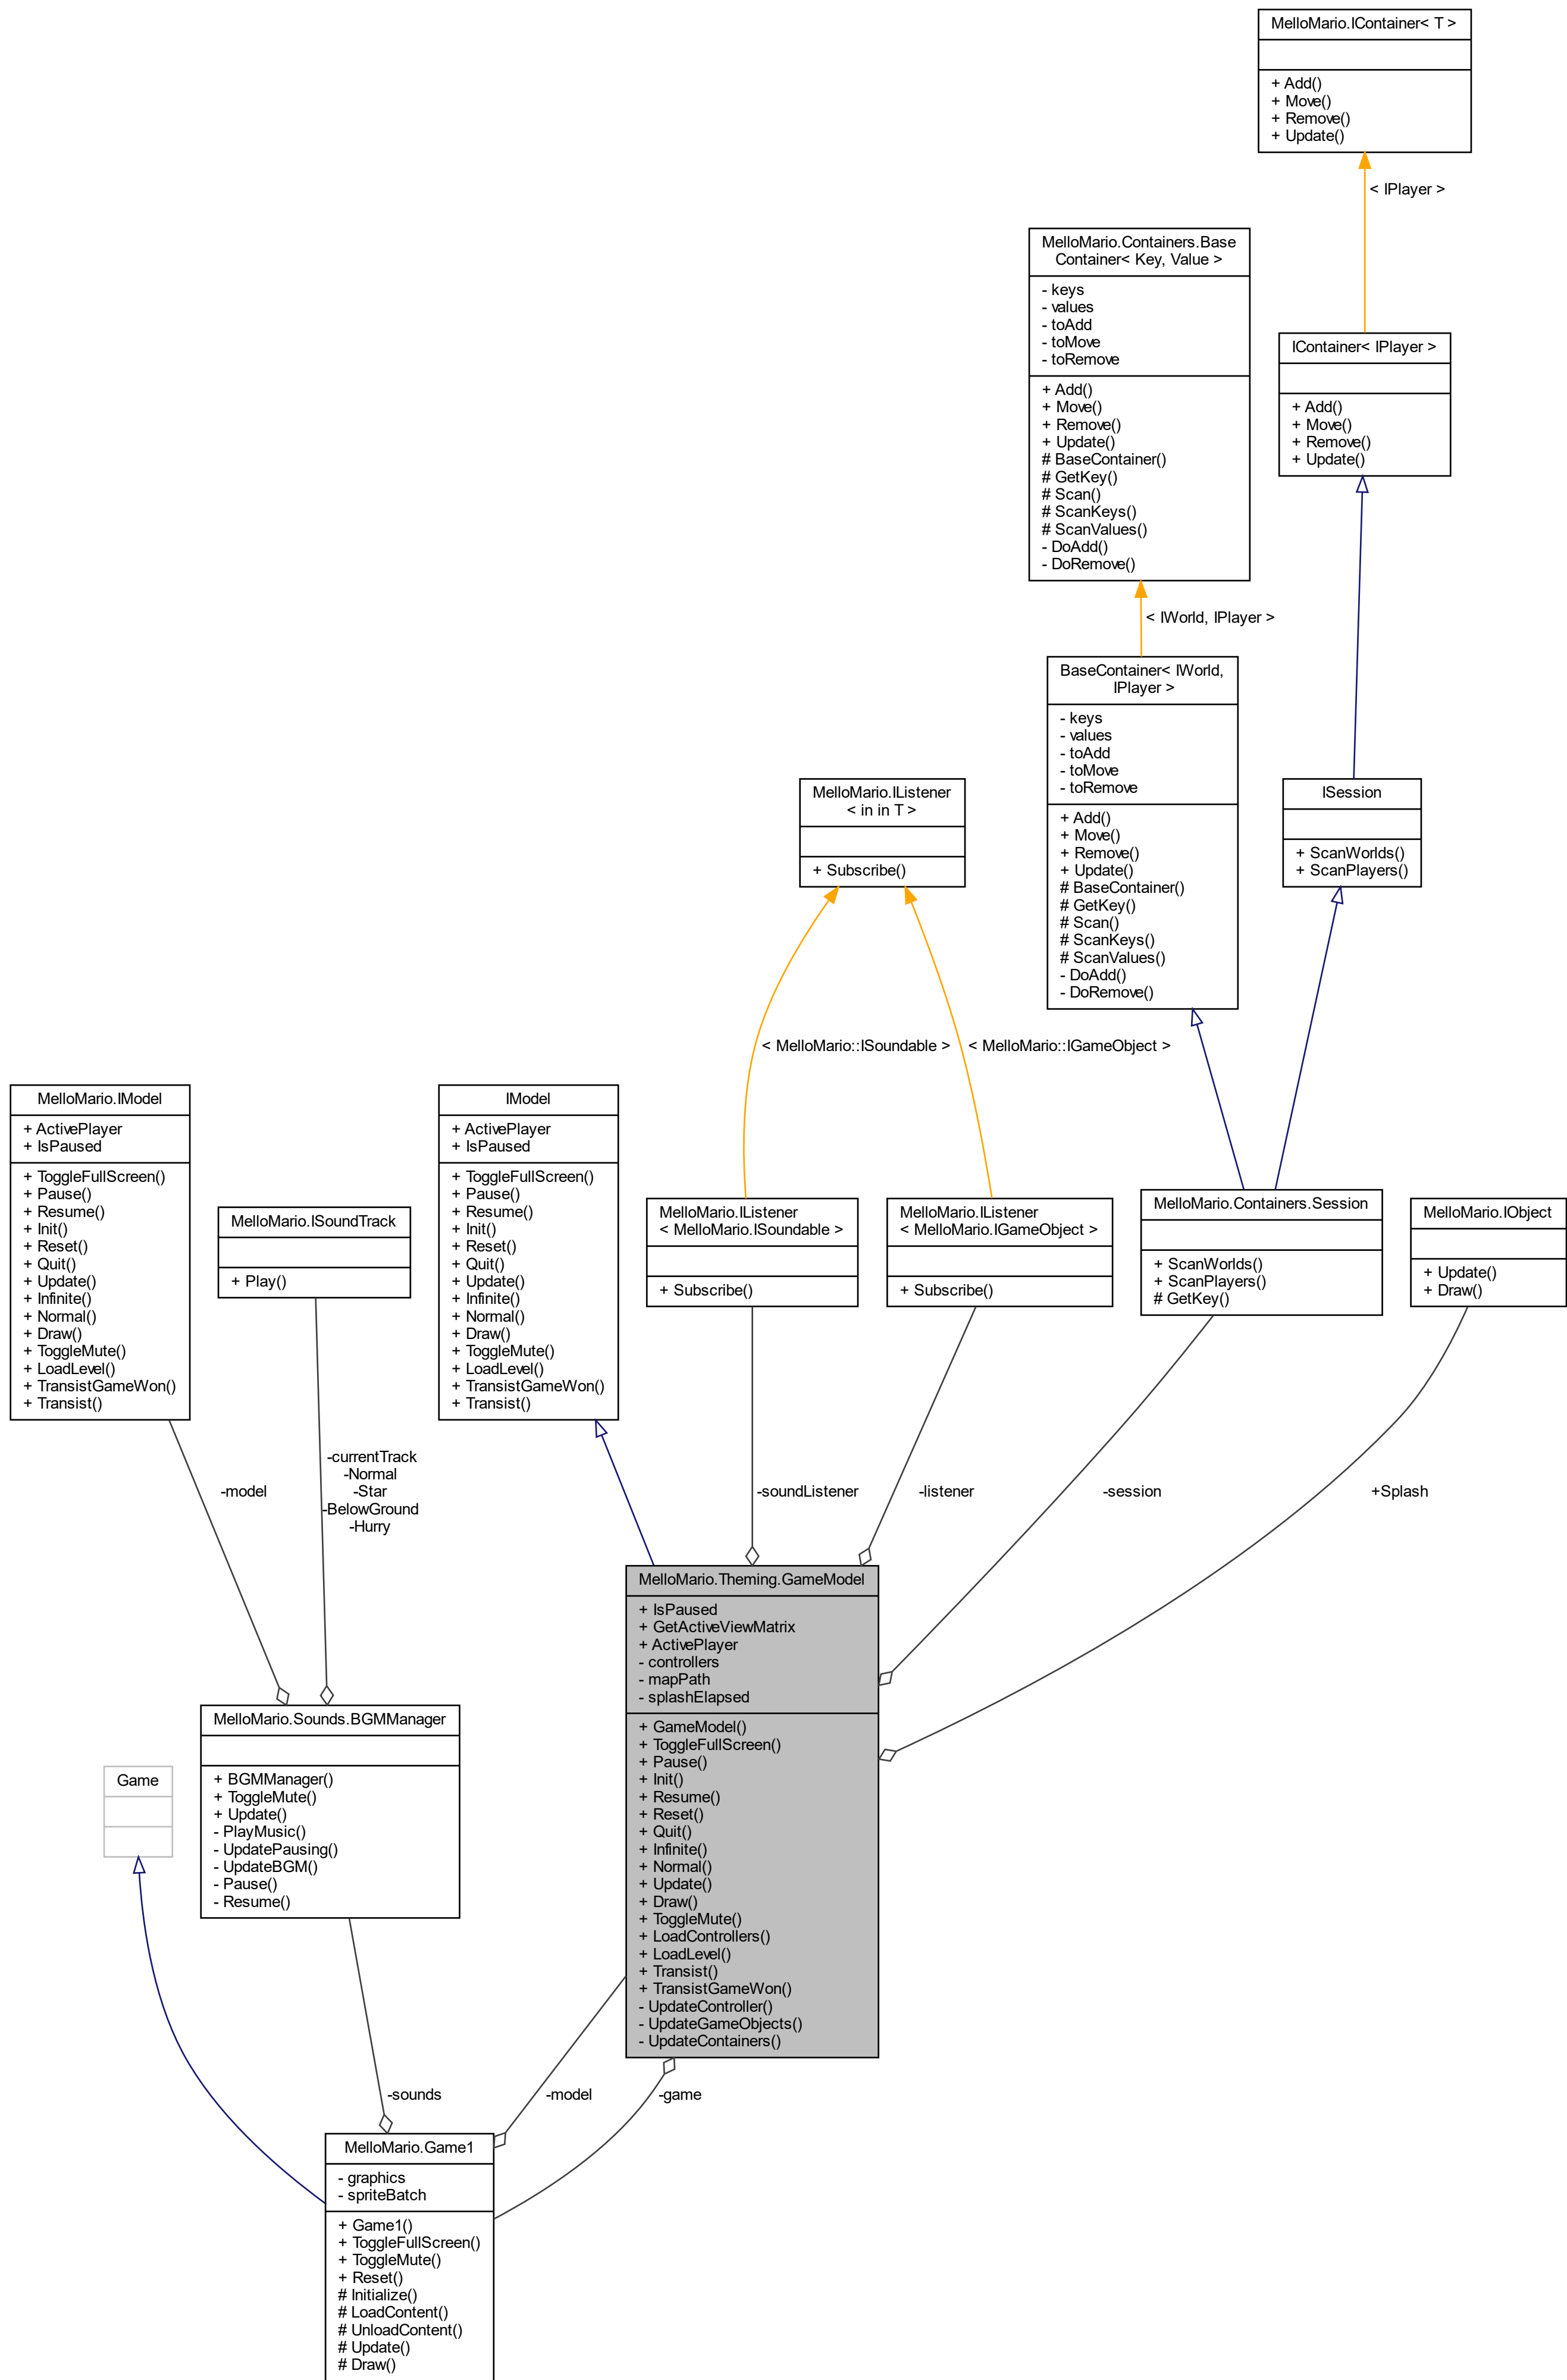 MelloMario.IContainer< T >
+ Add()
+ Move()
+ Remove()
+ Update()
< IPlayer >
MelloMario.Containers.Base
Container< Key, Value >
- keys
- values
- toAdd
- toMove
- toRemove
+ Add()
+ Move()
+ Remove()
+ Update()
# BaseContainer()
# GetKey()
# Scan()
# ScanKeys()
# ScanValues()
- DoAdd()
- DoRemove()
IContainer< IPlayer >
+ Add()
+ Move()
+ Remove()
+ Update()
< IWorld, IPlayer >
BaseContainer< IWorld,
IPlayer >
- keys
- values
- toAdd
- toMove
- toRemove
+ Add()
+ Move()
+ Remove()
+ Update()
# BaseContainer()
# GetKey()
# Scan()
# ScanKeys()
# ScanValues()
- DoAdd()
- DoRemove()
MelloMario.IListener
< in in T >
+ Subscribe()
ISession
+ ScanWorlds()
+ ScanPlayers()
< MelloMario::ISoundable >
< MelloMario::IGameObject >
MelloMario.IModel
+ ActivePlayer
+ IsPaused
+ ToggleFullScreen()
+ Pause()
+ Resume()
+ Init()
+ Reset()
+ Quit()
+ Update()
+ Infinite()
+ Normal()
+ Draw()
+ ToggleMute()
+ LoadLevel()
+ TransistGameWon()
+ Transist()
MelloMario.ISoundTrack
+ Play()
IModel
+ ActivePlayer
+ IsPaused
+ ToggleFullScreen()
+ Pause()
+ Resume()
+ Init()
+ Reset()
+ Quit()
+ Update()
+ Infinite()
+ Normal()
+ Draw()
+ ToggleMute()
+ LoadLevel()
+ TransistGameWon()
+ Transist()
MelloMario.IListener
< MelloMario.ISoundable >
+ Subscribe()
MelloMario.IListener
< MelloMario.IGameObject >
+ Subscribe()
MelloMario.Containers.Session
+ ScanWorlds()
+ ScanPlayers()
# GetKey()
MelloMario.IObject
+ Update()
+ Draw()
-model
-currentTrack
-Normal
-Star
-BelowGround
-Hurry
-soundListener
-listener
-session
+Splash
MelloMario.Theming.GameModel
+ IsPaused
+ GetActiveViewMatrix
+ ActivePlayer
- controllers
- mapPath
- splashElapsed
+ GameModel()
+ ToggleFullScreen()
+ Pause()
+ Init()
+ Resume()
+ Reset()
+ Quit()
+ Infinite()
+ Normal()
+ Update()
+ Draw()
+ ToggleMute()
+ LoadControllers()
+ LoadLevel()
+ Transist()
+ TransistGameWon()
- UpdateController()
- UpdateGameObjects()
- UpdateContainers()
MelloMario.Sounds.BGMManager
+ BGMManager()
+ ToggleMute()
+ Update()
- PlayMusic()
- UpdatePausing()
- UpdateBGM()
- Pause()
- Resume()
Game
-sounds
-model
-game
MelloMario.Game1
- graphics
- spriteBatch
+ Game1()
+ ToggleFullScreen()
+ ToggleMute()
+ Reset()
# Initialize()
# LoadContent()
# UnloadContent()
# Update()
# Draw()